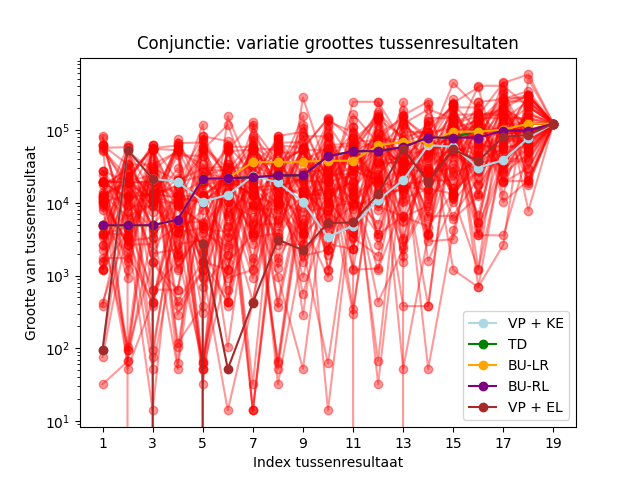 Conjunctie: variatie groottes tussenresultaten
Grootte van tussenresultaat
10⁵
10⁴
10³
10²
10¹
VP + KE
TD
BU-LR
BU-RL
VP + EL
1 3 5 7 9 11 13 15 17 19
Index tussenresultaat